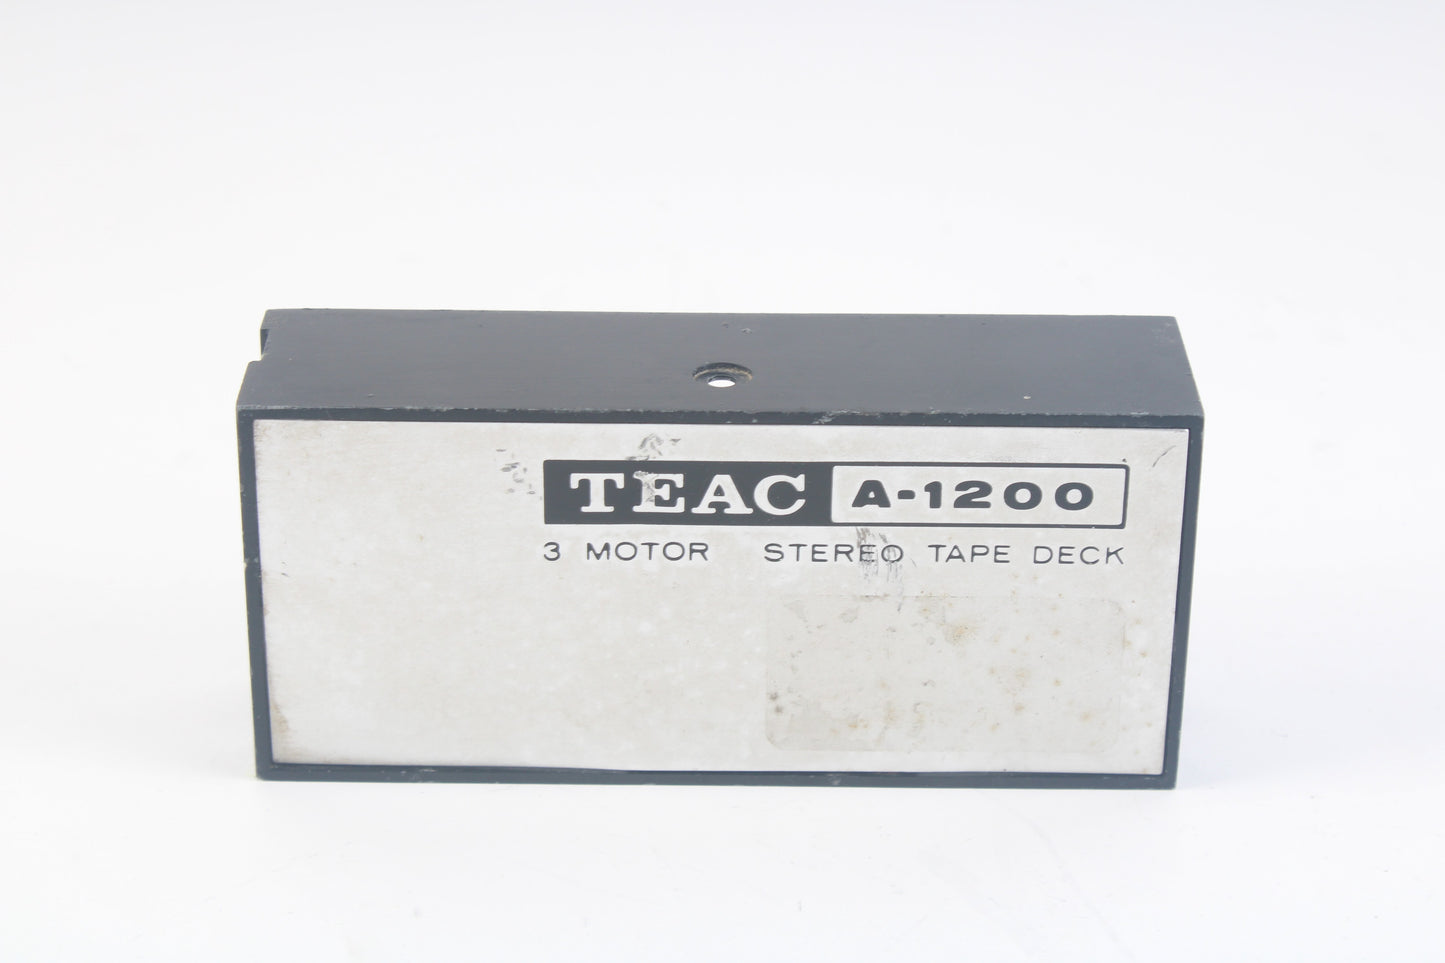 TEAC A-1200
3 MOTOR STEREO TAPE DECK